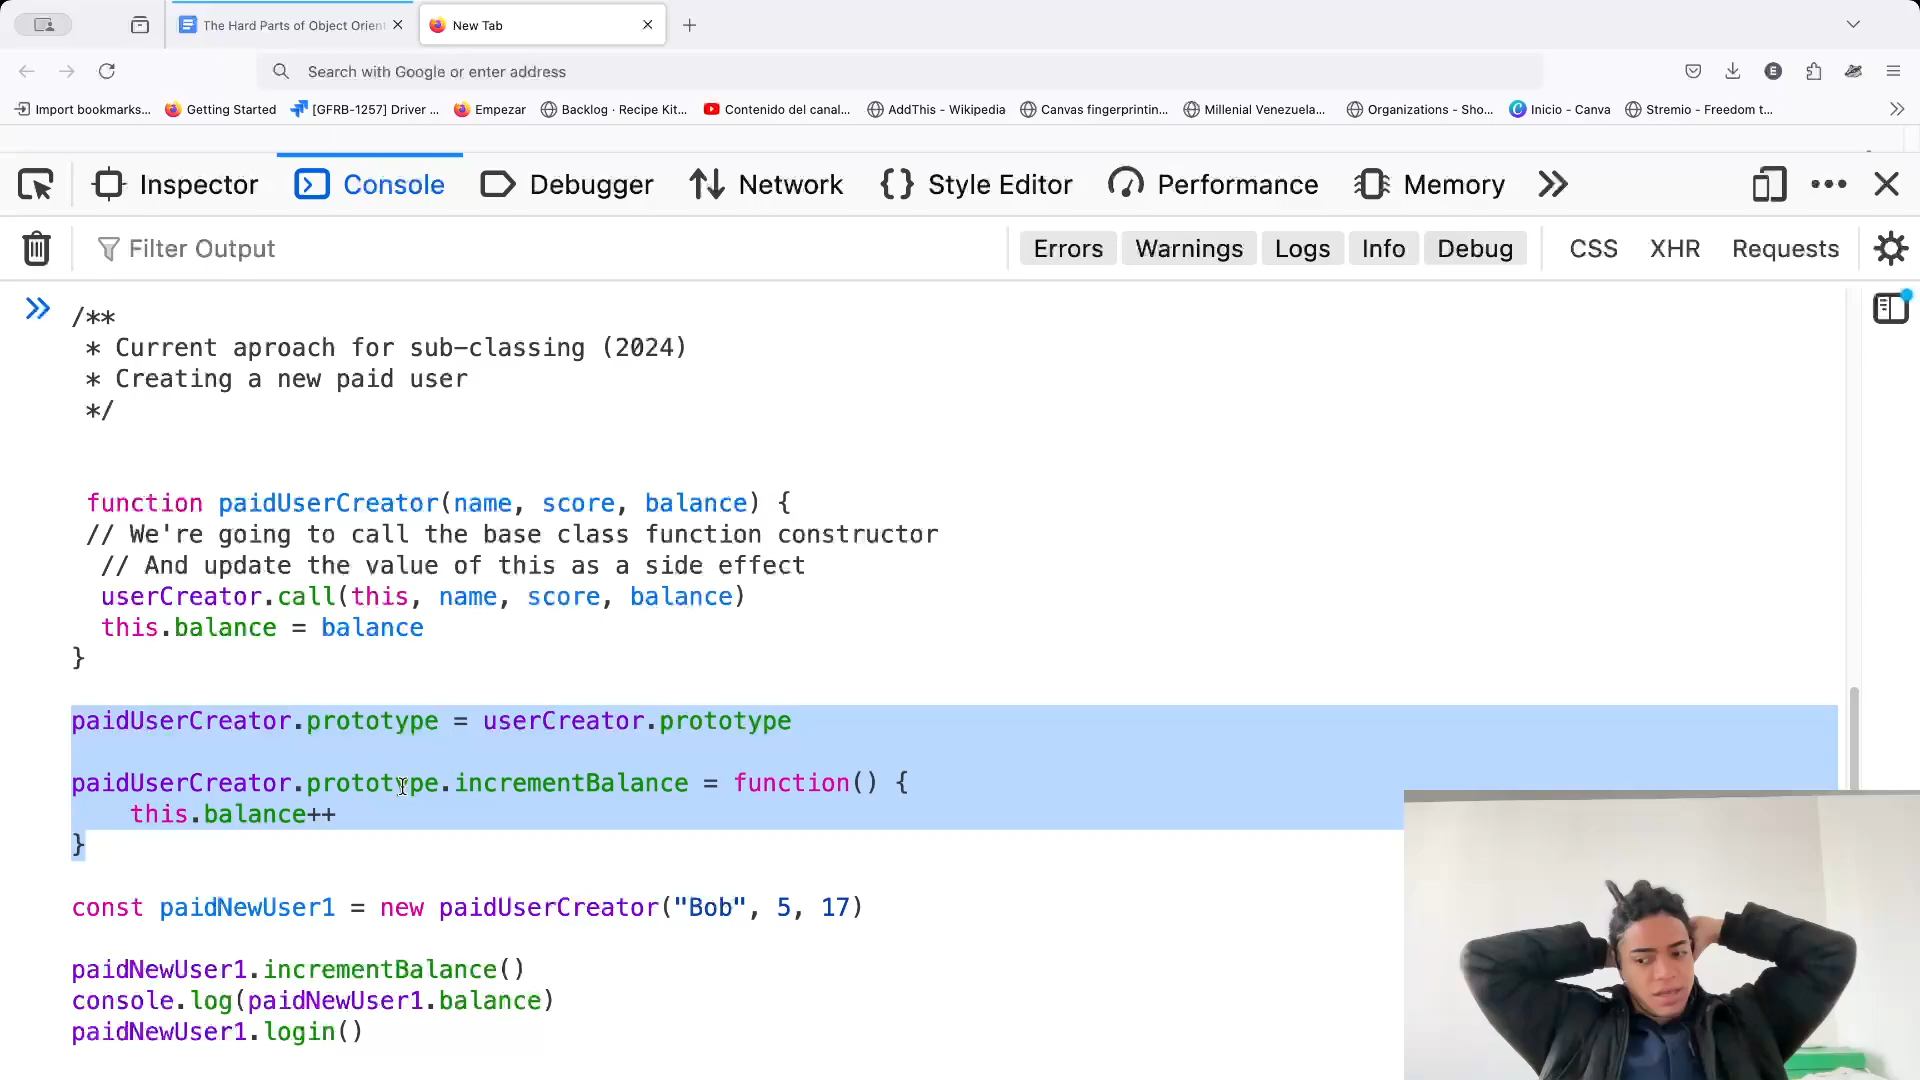 The Hard Parts of Object Orient
New Tab
Search with Google or enter address
E
Import bookmarks...
Getting Started
[GFRB-1257] Driver ...
Empezar
Backlog · Recipe Kit...
Contenido del canal...
AddThis - Wikipedia
Canvas fingerprintin...
Millenial Venezuela...
Organizations - Sho...
Inicio - Canva
Stremio - Freedom t...
Inspector
Console
Debugger
Network
Style Editor
Performance
Memory
Filter Output
Errors
Warnings
Logs
Info
Debug
CSS
XHR
Requests
/**
* Current aproach for sub-classing (2024)
* Creating a new paid user
*/
function paidUserCreator(name, score, balance) {
// We're going to call the base class function constructor
// And update the value of this as a side effect
userCreator.call(this, name, score, balance)
this.balance = balance
}
paidUserCreator.prototype = userCreator.prototype
paidUserCreator.prototype.incrementBalance = function() {
this.balance++
}
const paidNewUser1 = new paidUserCreator("Bob", 5, 17)
paidNewUser1.incrementBalance()
console.log(paidNewUser1.balance)
paidNewUser1.login()